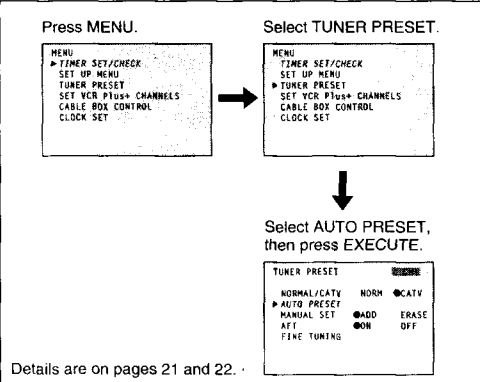 Press MENU.
MENU
TIMER SET/CHECK
SET UP MENU
TUNER PRESET
SET VCR Plus+ CHANNELS
CABLE BOX CONTROL
CLOCK SET
Select TUNER PRESET.
MENU
TIMER SET/CHECK
SET UP MENU
TUNER PRESET
SET VCR Plus+ CHANNELS
CABLE BOX CONTROL
CLOCK SET
Select AUTO PRESET,
then press EXECUTE.
TUNER PRESET
NORMAL/CATV NORM CATV
AUTO PRESET
MANUAL SET ADD ERASE
AFT ON OFF
FINE TUNING
Details are on pages 21 and 22.